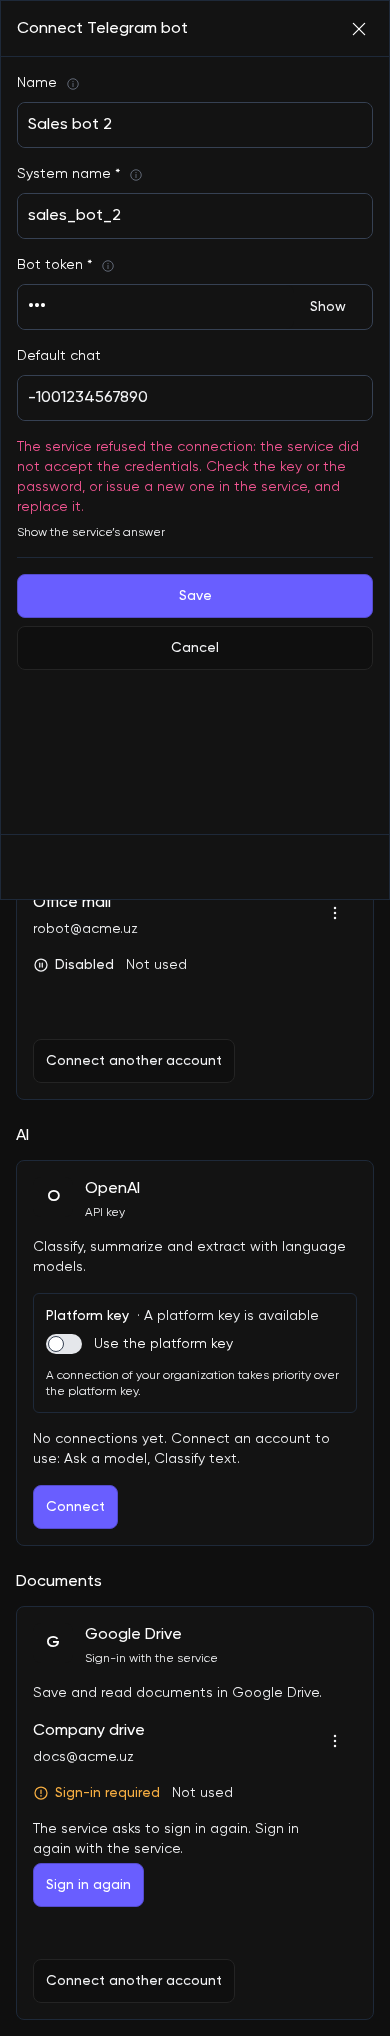 Connect Telegram bot
Name
Sales bot 2
System name *
sales_bot_2
Bot token *
•••
Show
Default chat
-1001234567890
The service refused the connection: the service did
not accept the credentials. Check the key or the
password, or issue a new one in the service, and
replace it.
Show the service's answer
Save
Cancel
Office mail
robot@acme.uz
Disabled Not used
Connect another account
AI
O
OpenAI
API key
Classify, summarize and extract with language
models.
Platform key · A platform key is available
Use the platform key
A connection of your organization takes priority over
the platform key.
No connections yet. Connect an account to
use: Ask a model, Classify text.
Connect
Documents
G
Google Drive
Sign-in with the service
Save and read documents in Google Drive.
Company drive
docs@acme.uz
Sign-in required Not used
The service asks to sign in again. Sign in
again with the service.
Sign in again
Connect another account